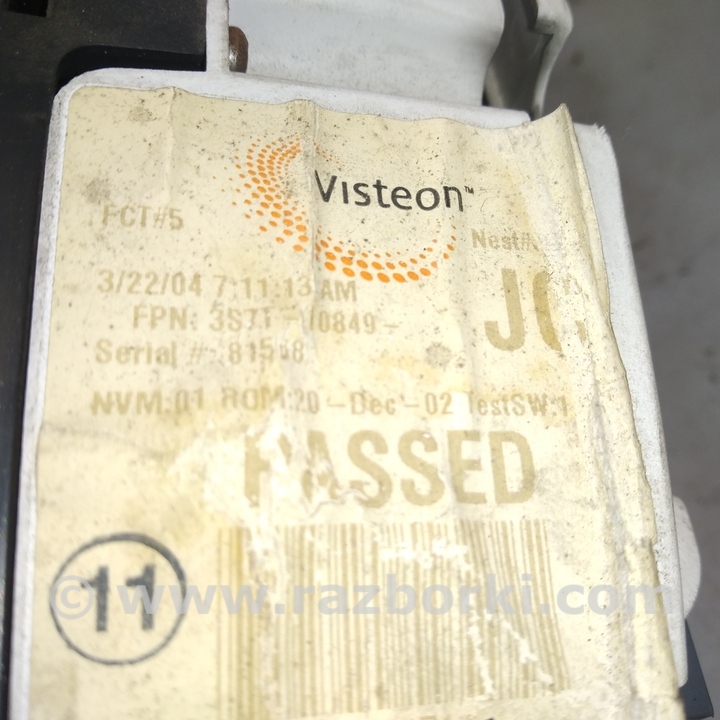 Visteon™
FCT#5
3/22/04 7:11:13 AM
FPN: 3S7T-10849-
Serial #:
NVM:01 ROM:20-Dec-02 TestSW:1
PASSED
11
© www.razborki.com